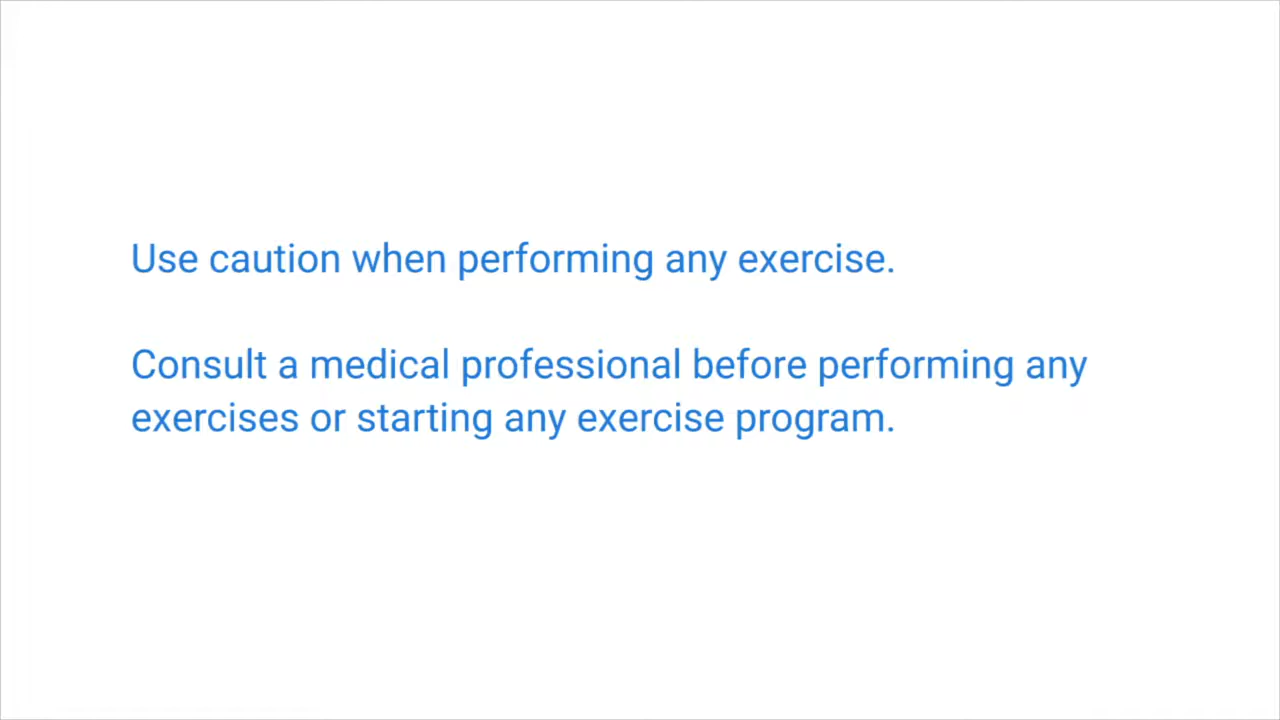 Use caution when performing any exercise.
Consult a medical professional before performing any
exercises or starting any exercise program.